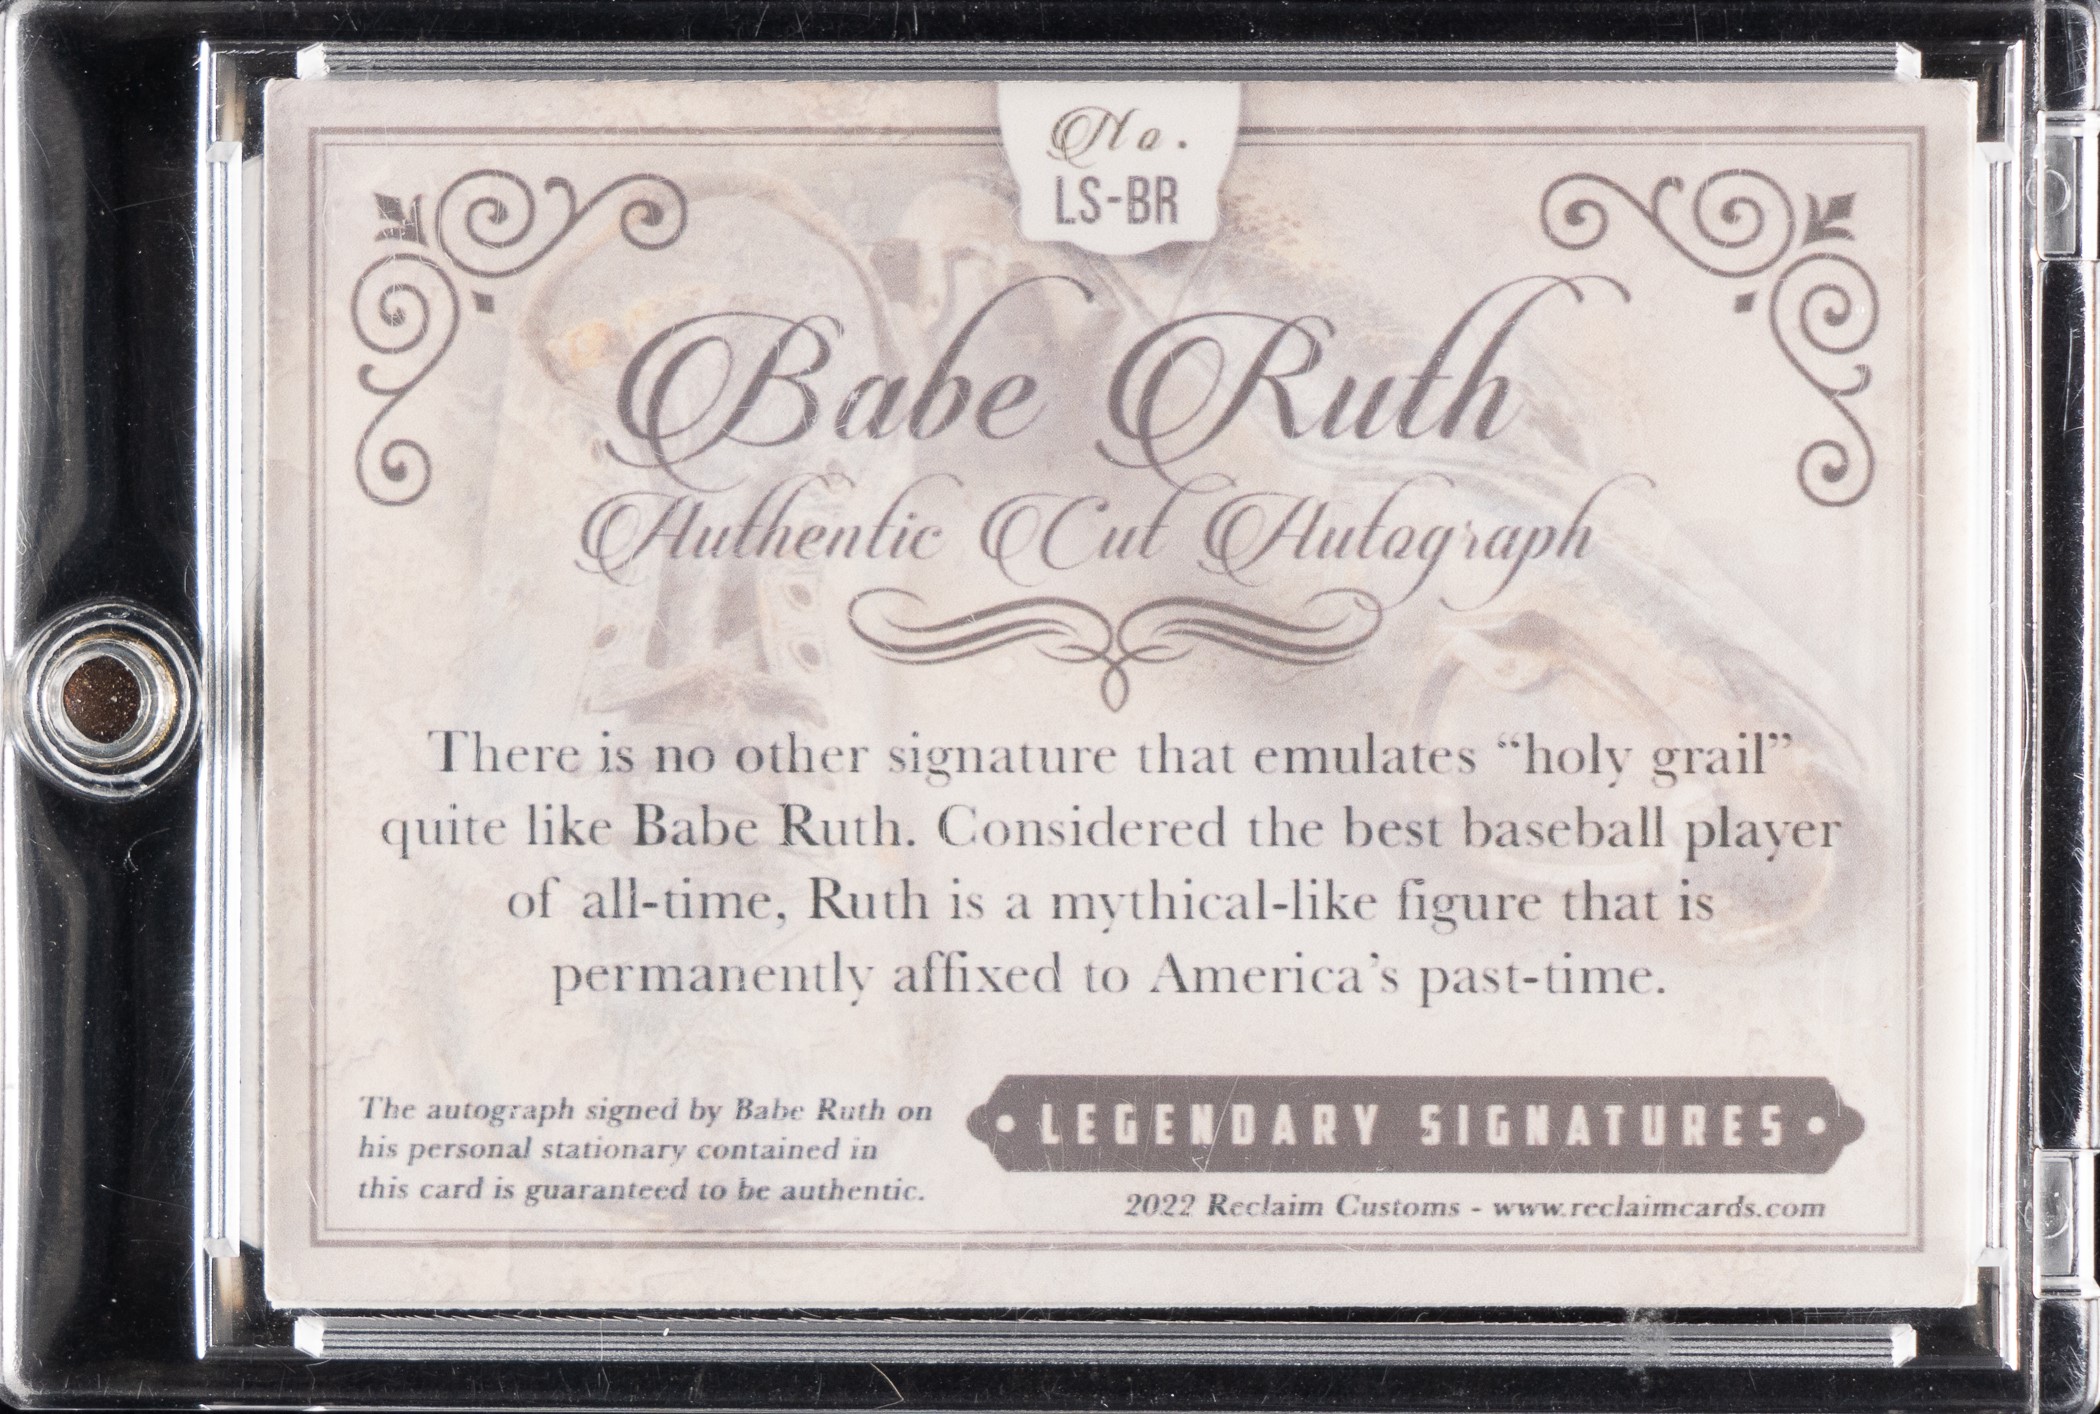 No.
LS-BR
Babe Ruth
Authentic Cut Autograph
There is no other signature that emulates “holy grail”
quite like Babe Ruth. Considered the best baseball player
of all-time, Ruth is a mythical-like figure that is
permanently affixed to America’s past-time.
The autograph signed by Babe Ruth on
his personal stationary contained in
this card is guaranteed to be authentic.
• LEGENDARY SIGNATURES •
2022 Reclaim Customs - www.reclaimcards.com